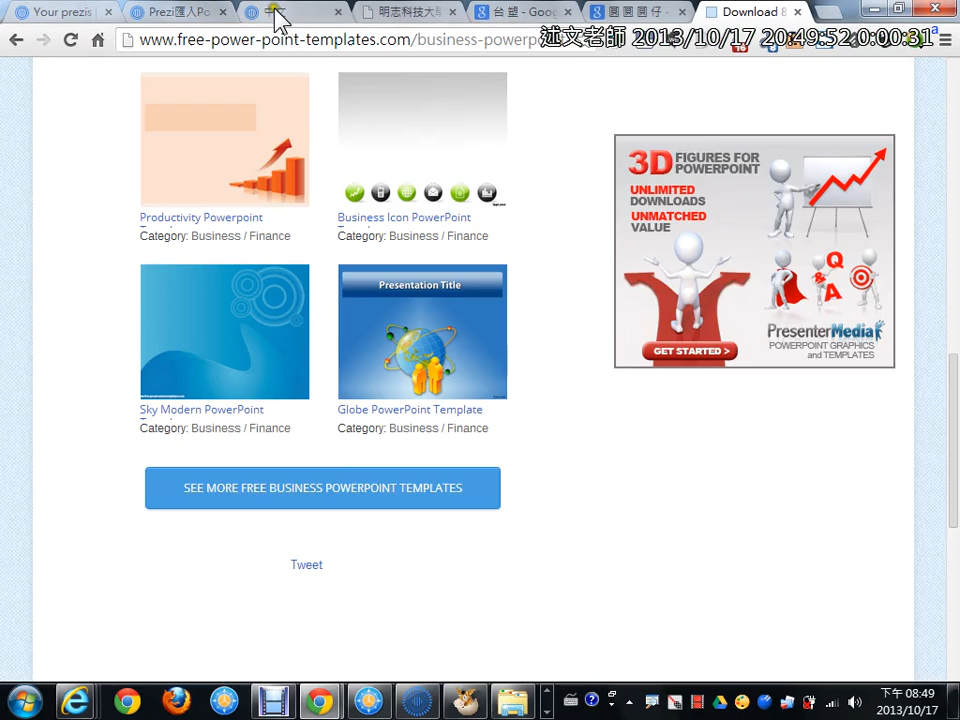 Your prezis
Prezi匯入Po
明志科技大
台 塑 - Goog
圖 圖 圖 仔 -
Download 8
www.free-power-point-templates.com/business-powerp
述文老師 2013/10/17 20:49:52.0:00:31
Productivity Powerpoint
Category: Business / Finance
Business Icon PowerPoint
Category: Business / Finance
Presentation Title
Sky Modern PowerPoint
Category: Business / Finance
Globe PowerPoint Template
Category: Business / Finance
3D FIGURES FOR
POWERPOINT
UNLIMITED
DOWNLOADS
UNMATCHED
VALUE
Q
&
A
GET STARTED >
PresenterMedia
POWERPOINT GRAPHICS
and TEMPLATES
SEE MORE FREE BUSINESS POWERPOINT TEMPLATES
Tweet
下午 08:49
2013/10/17